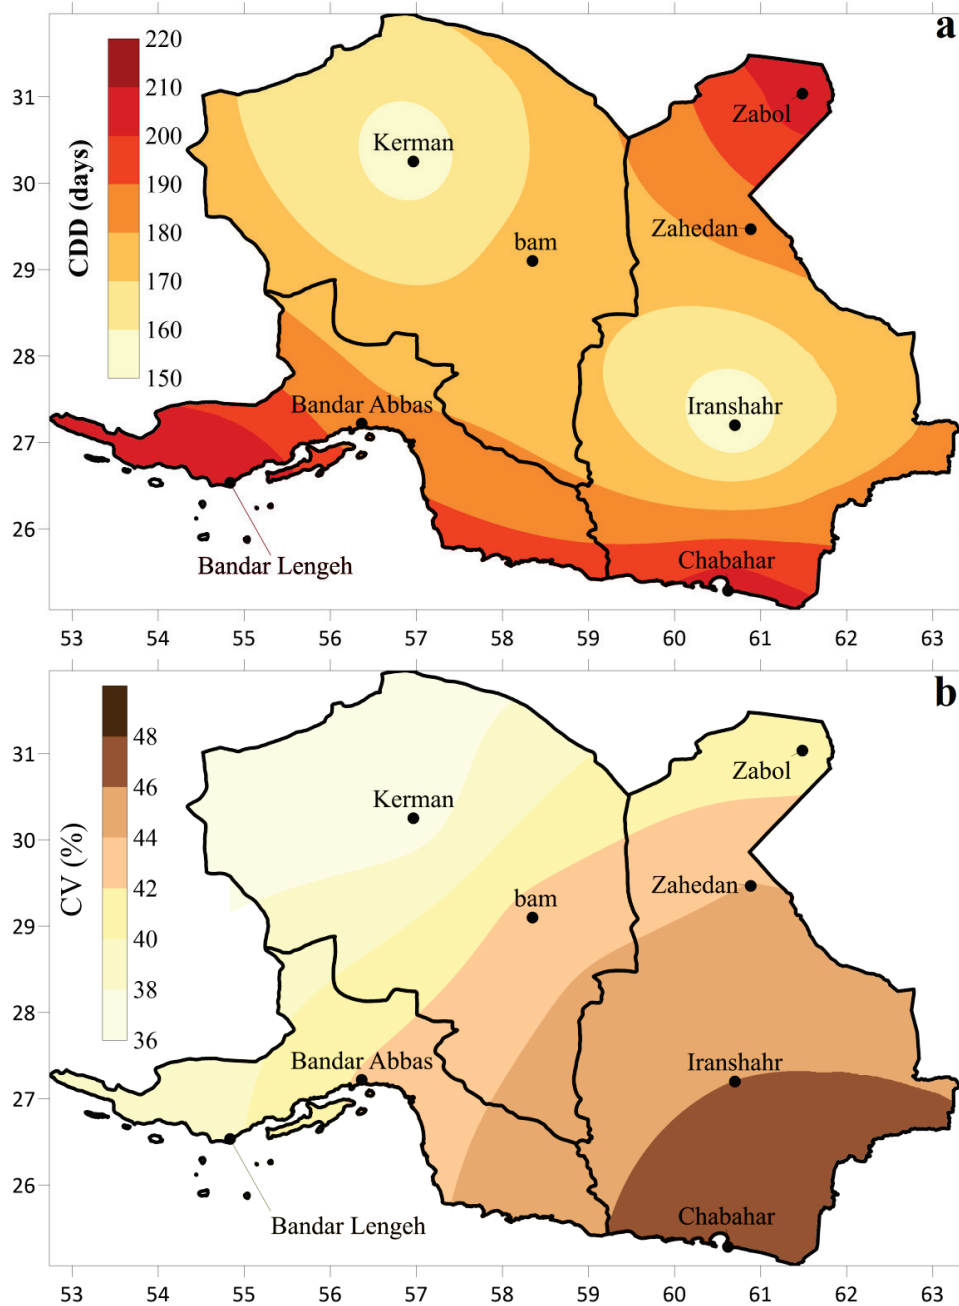 a
220
210
200
190
180
170
160
150
CDD (days)
31
30
29
28
27
26
Kerman
Zabol
bam
Zahedan
Bandar Abbas
Iranshahr
Bandar Lengeh
Chabahar
53 54 55 56 57 58 59 60 61 62 63
b
48
46
44
42
40
38
36
CV (%)
31
30
29
28
27
26
Zabol
Kerman
Zahedan
bam
Bandar Abbas
Iranshahr
Bandar Lengeh
Chabahar
53 54 55 56 57 58 59 60 61 62 63